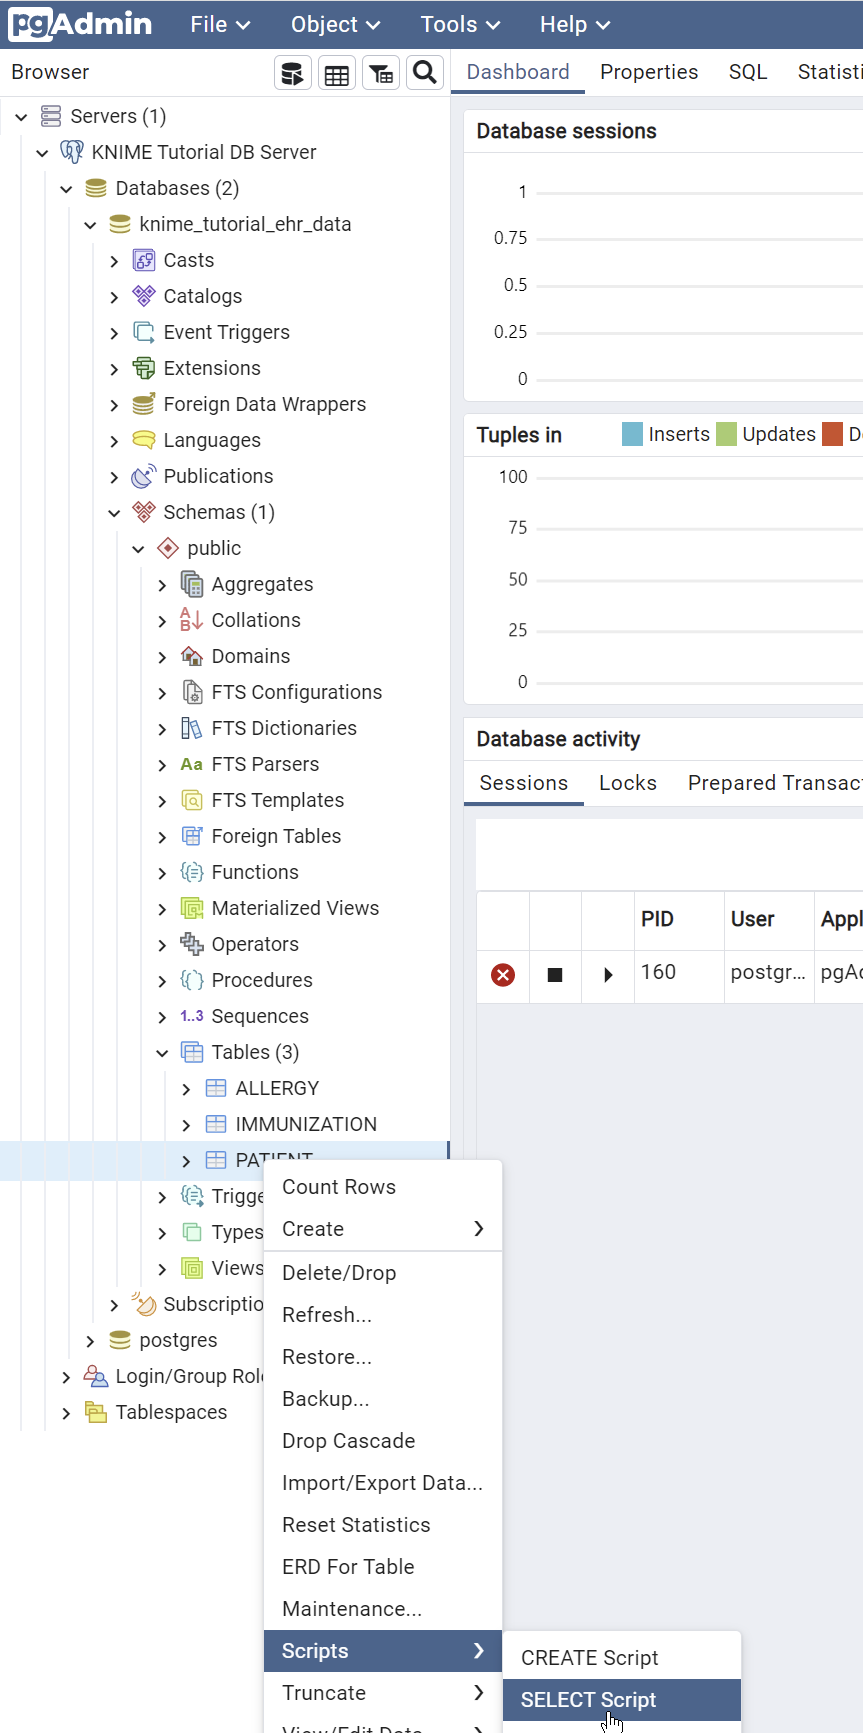 pgAdmin File Object Tools Help
Browser
Dashboard Properties SQL Statisti
Servers (1)
KNIME Tutorial DB Server
Databases (2)
knime_tutorial_ehr_data
Casts
Catalogs
Event Triggers
Extensions
Foreign Data Wrappers
Languages
Publications
Schemas (1)
public
Aggregates
Collations
Domains
FTS Configurations
FTS Dictionaries
Aa FTS Parsers
FTS Templates
Foreign Tables
Functions
Materialized Views
Operators
Procedures
1..3 Sequences
Tables (3)
ALLERGY
IMMUNIZATION
PATIENT
Trigge
Types
Views
Subscriptio
postgres
Login/Group Rol
Tablespaces
Database sessions
1
0.75
0.5
0.25
0
Tuples in Inserts Updates D
100
75
50
25
0
Database activity
Sessions Locks Prepared Transac
PID User Appl
160 postgr... pgA
Count Rows
Create
Delete/Drop
Refresh...
Restore...
Backup...
Drop Cascade
Import/Export Data...
Reset Statistics
ERD For Table
Maintenance...
Scripts
Truncate
View/Edit Data
CREATE Script
SELECT Script